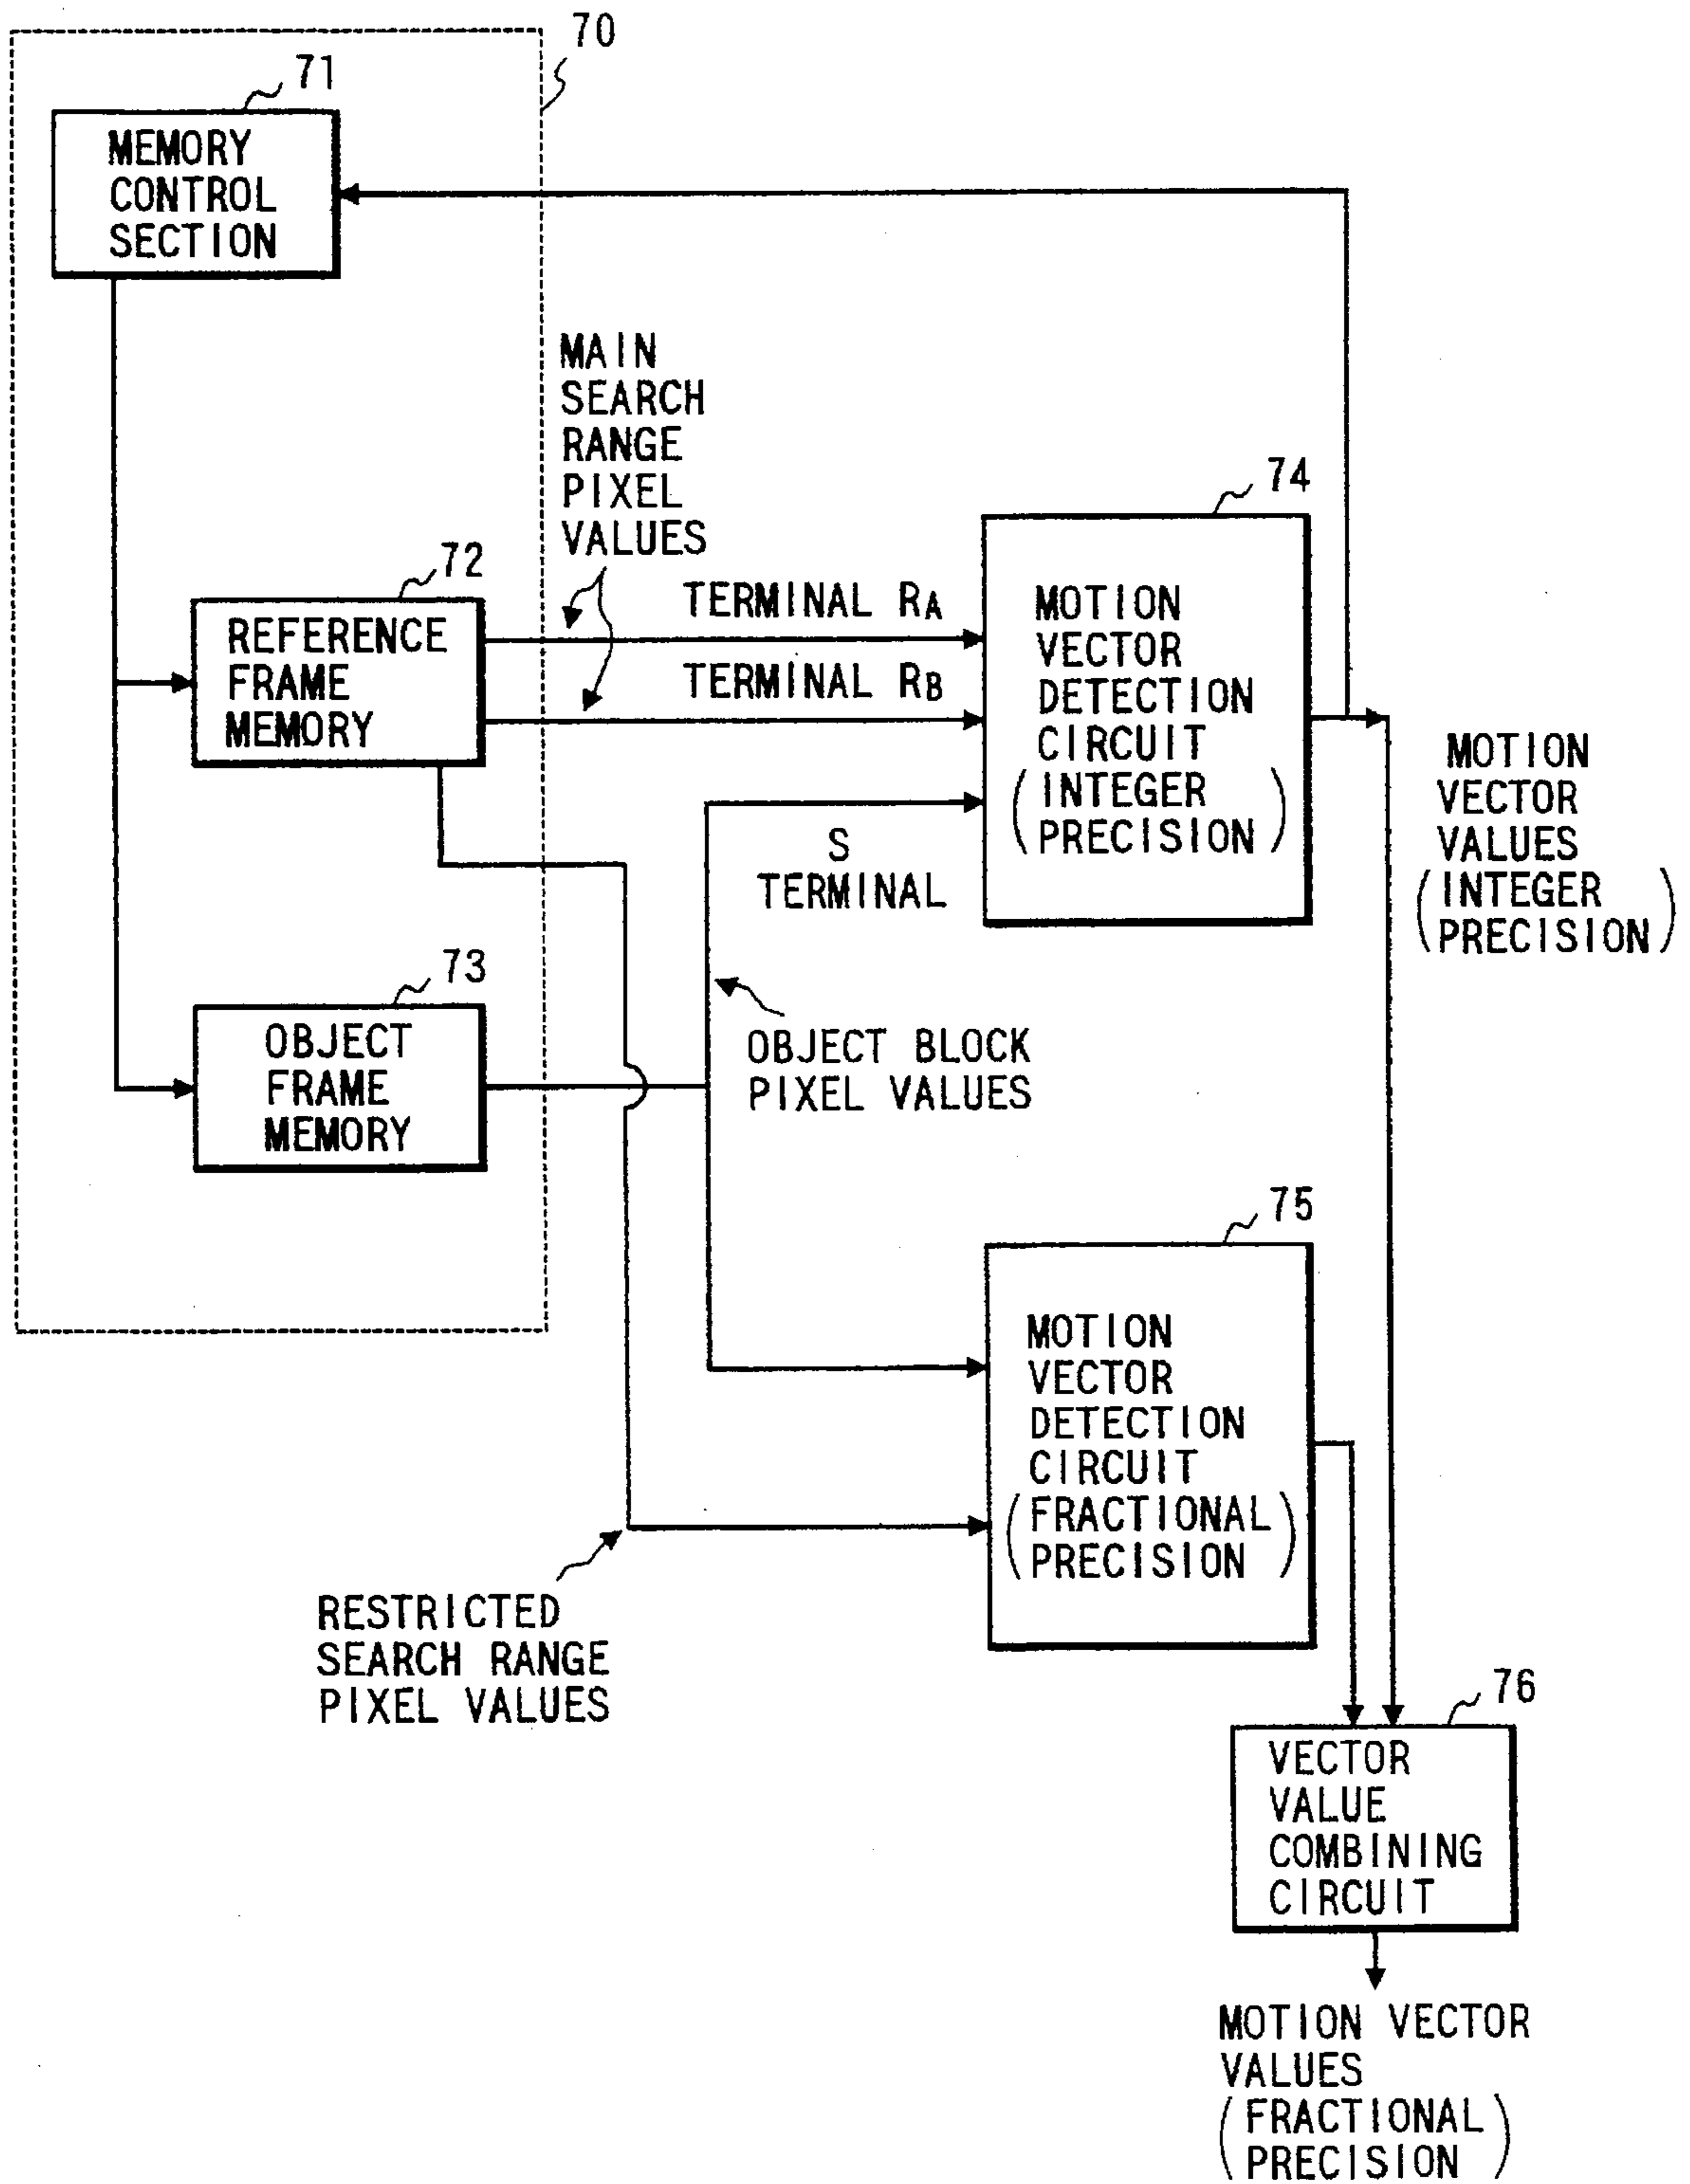 70
71
MEMORY
CONTROL
SECTION
MAIN
SEARCH
RANGE
PIXEL
VALUES
72
REFERENCE
FRAME
MEMORY
TERMINAL RA
TERMINAL RB
74
MOTION
VECTOR
DETECTION
CIRCUIT
(INTEGER
PRECISION)
S
TERMINAL
MOTION
VECTOR
VALUES
(INTEGER
PRECISION)
73
OBJECT
FRAME
MEMORY
OBJECT BLOCK
PIXEL VALUES
75
MOTION
VECTOR
DETECTION
CIRCUIT
(FRACTIONAL
PRECISION)
RESTRICTED
SEARCH RANGE
PIXEL VALUES
76
VECTOR
VALUE
COMBINING
CIRCUIT
MOTION VECTOR
VALUES
(FRACTIONAL
PRECISION)